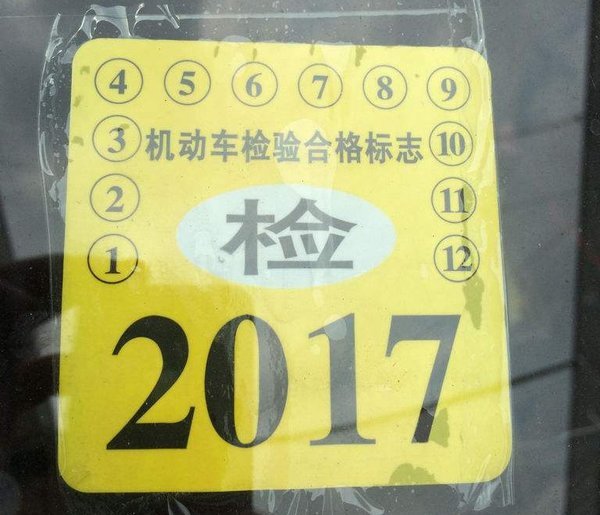 ④ ⑤ ⑥ ⑦ ⑧ ⑨
③ 机动车检验合格标志 ⑩
② ⑪
检
① ⑫
2017